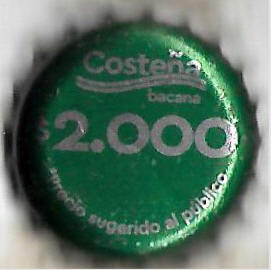 Costeña
bacana
$2.000*
*precio sugerido al público